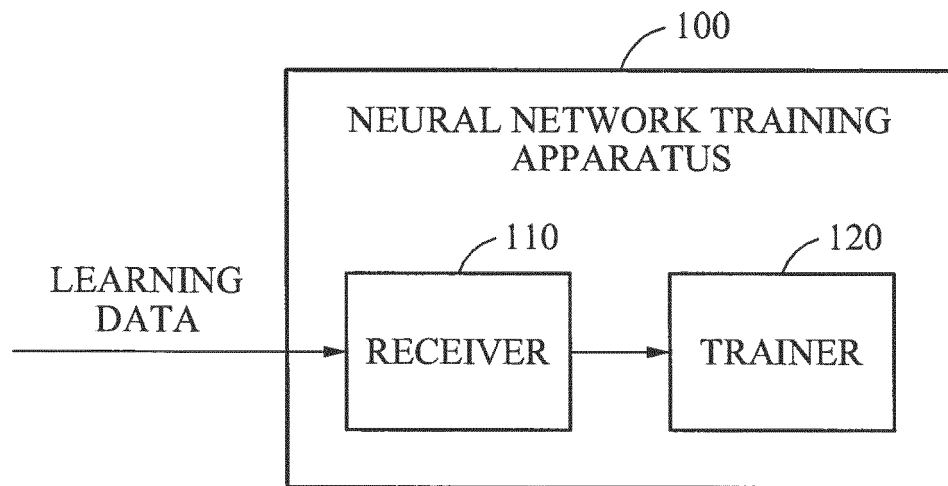 100
NEURAL NETWORK TRAINING
APPARATUS
110
120
LEARNING
DATA
RECEIVER
TRAINER